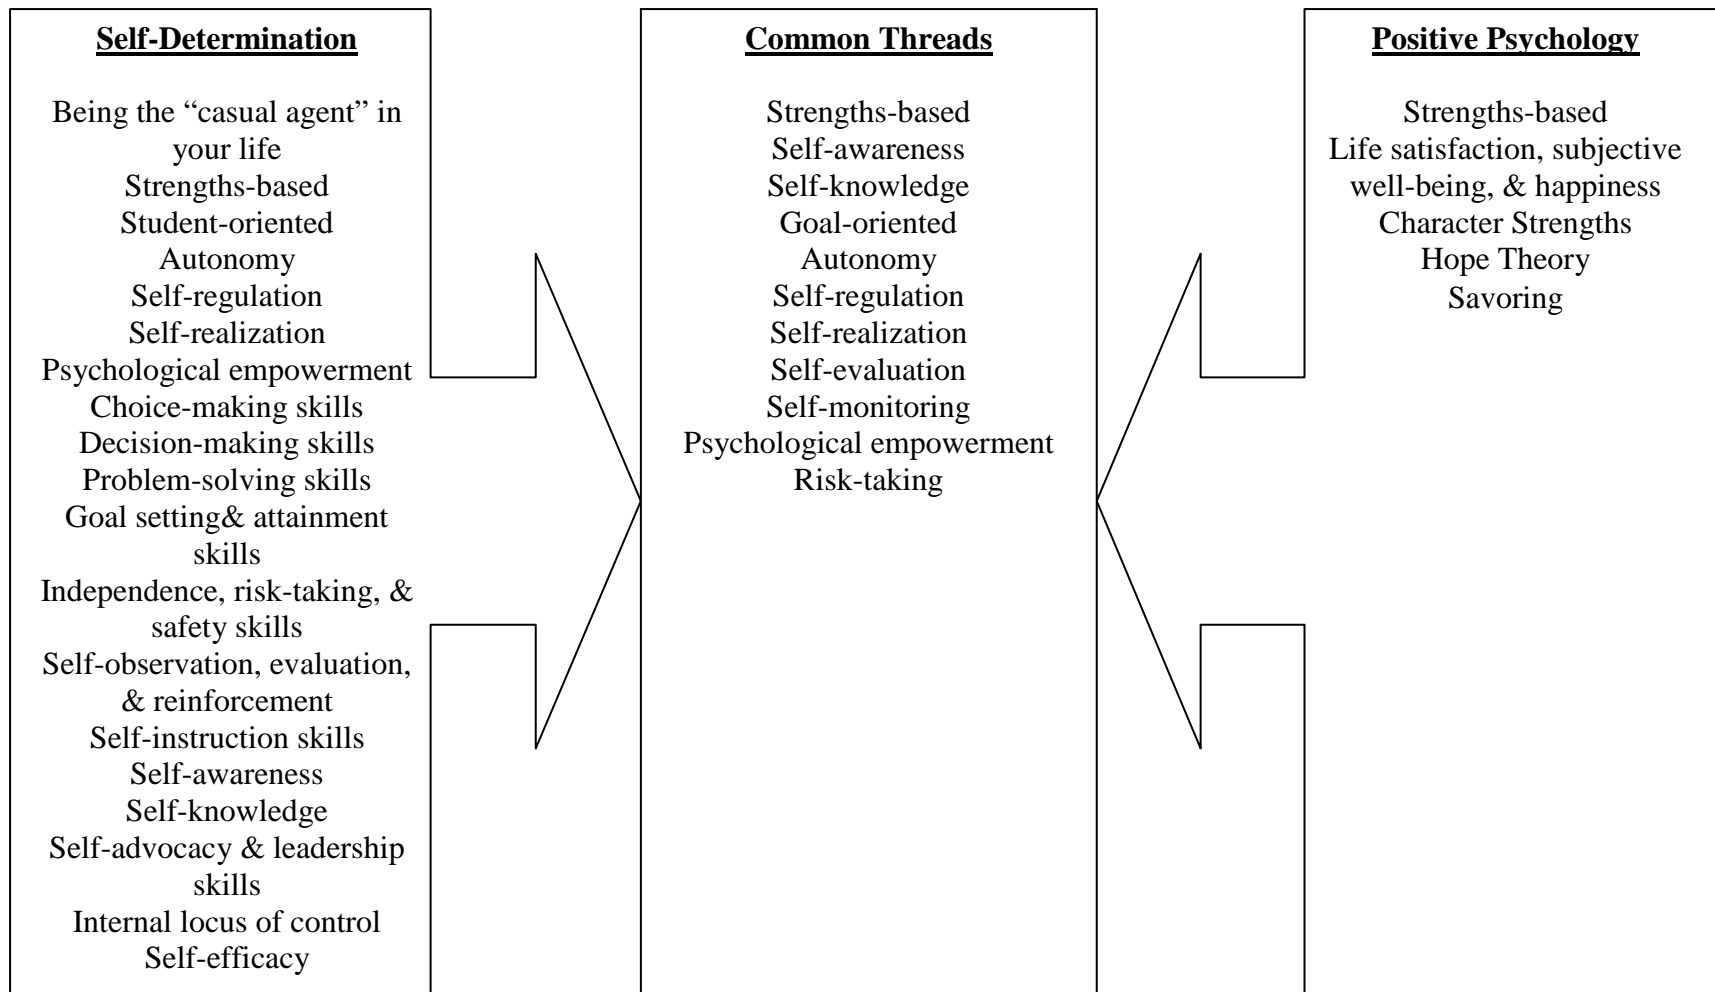 Self-Determination
Being the “casual agent” in
your life
Strengths-based
Student-oriented
Autonomy
Self-regulation
Self-realization
Psychological empowerment
Choice-making skills
Decision-making skills
Problem-solving skills
Goal setting& attainment
skills
Independence, risk-taking, &
safety skills
Self-observation, evaluation,
& reinforcement
Self-instruction skills
Self-awareness
Self-knowledge
Self-advocacy & leadership
skills
Internal locus of control
Self-efficacy
Common Threads
Strengths-based
Self-awareness
Self-knowledge
Goal-oriented
Autonomy
Self-regulation
Self-realization
Self-evaluation
Self-monitoring
Psychological empowerment
Risk-taking
Positive Psychology
Strengths-based
Life satisfaction, subjective
well-being, & happiness
Character Strengths
Hope Theory
Savoring